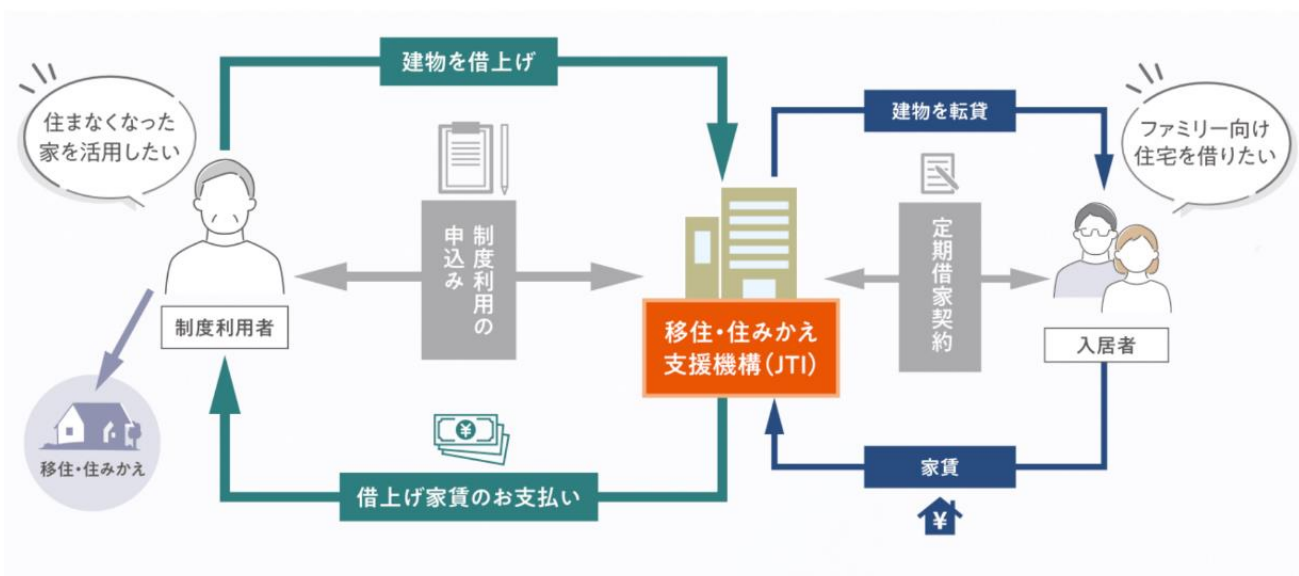 建物を借上げ
住まなくなった
家を活用したい
制度利用の
申込み
制度利用者
移住・住みかえ
¥
借上げ家賃のお支払い
移住・住みかえ
支援機構(JTI)
建物を転貸
ファミリー向け
住宅を借りたい
定期借家契約
入居者
家賃
¥